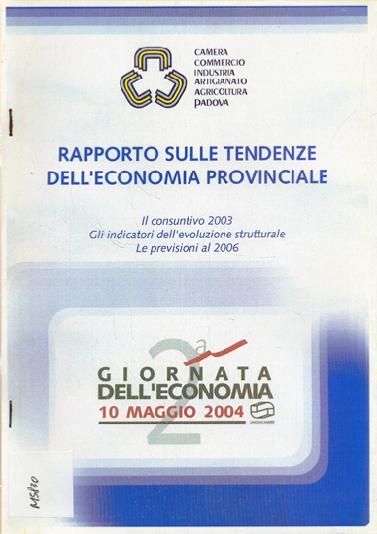 CAMERA
COMMERCIO
INDUSTRIA
ARTIGIANATO
AGRICOLTURA
PADOVA
RAPPORTO SULLE TENDENZE
DELL'ECONOMIA PROVINCIALE
Il consuntivo 2003
Gli indicatori dell'evoluzione strutturale
Le previsioni al 2006
2a
GIORNATA
DELL'ECONOMIA
10 MAGGIO 2004
UNIONCAMERE